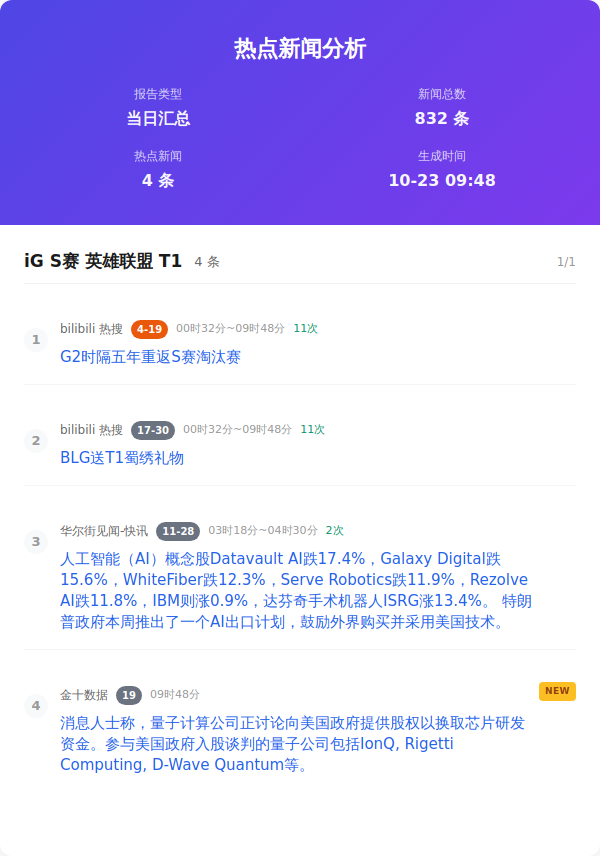 热点新闻分析
报告类型
新闻总数
当日汇总
832 条
热点新闻
生成时间
4 条
10-23 09:48
iG S赛 英雄联盟 T1 4 条 1/1
1
bilibili 热搜 4-19 00时32分~09时48分 11次
G2时隔五年重返S赛淘汰赛
2
bilibili 热搜 17-30 00时32分~09时48分 11次
BLG送T1蜀绣礼物
3
华尔街见闻-快讯 11-28 03时18分~04时30分 2次
人工智能（AI）概念股Datavault AI跌17.4%，Galaxy Digital跌
15.6%，WhiteFiber跌12.3%，Serve Robotics跌11.9%，Rezolve
AI跌11.8%，IBM则涨0.9%，达芬奇手术机器人ISRG涨13.4%。 特朗
普政府本周推出了一个AI出口计划，鼓励外国购买并采用美国技术。
4
金十数据 19 09时48分 NEW
消息人士称，量子计算公司正讨论向美国政府提供股权以换取芯片研发
资金。参与美国政府入股谈判的量子公司包括IonQ, Rigetti
Computing, D-Wave Quantum等。